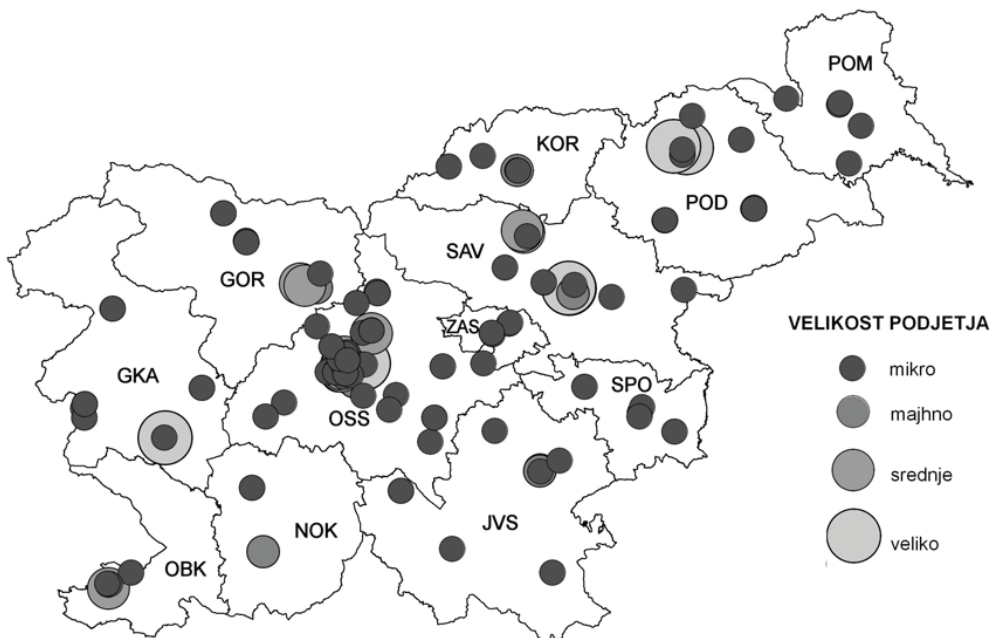 POM
KOR
POD
SAV
GOR
ZAS
GKA
SPO
OSS
JVS
NOK
OBK
VELIKOST PODJETJA
mikro
majhno
srednje
veliko